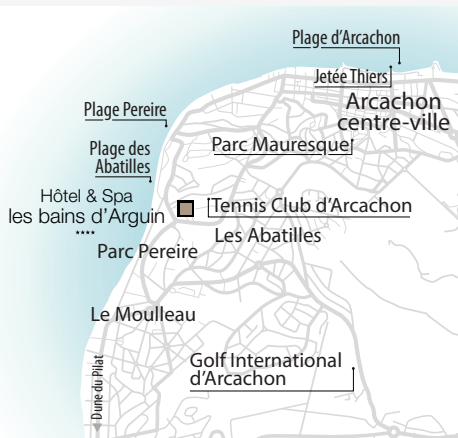 Plage d'Arcachon
Jetée Thiers
Arcachon
centre-ville
Plage Pereire
Parc Mauresque
Plage des
Abatilles
Hôtel & Spa
les bains d'Arguin
****
Tennis Club d'Arcachon
Les Abatilles
Parc Pereire
Le Moulleau
Golf International
d'Arcachon
Dune du Pilat